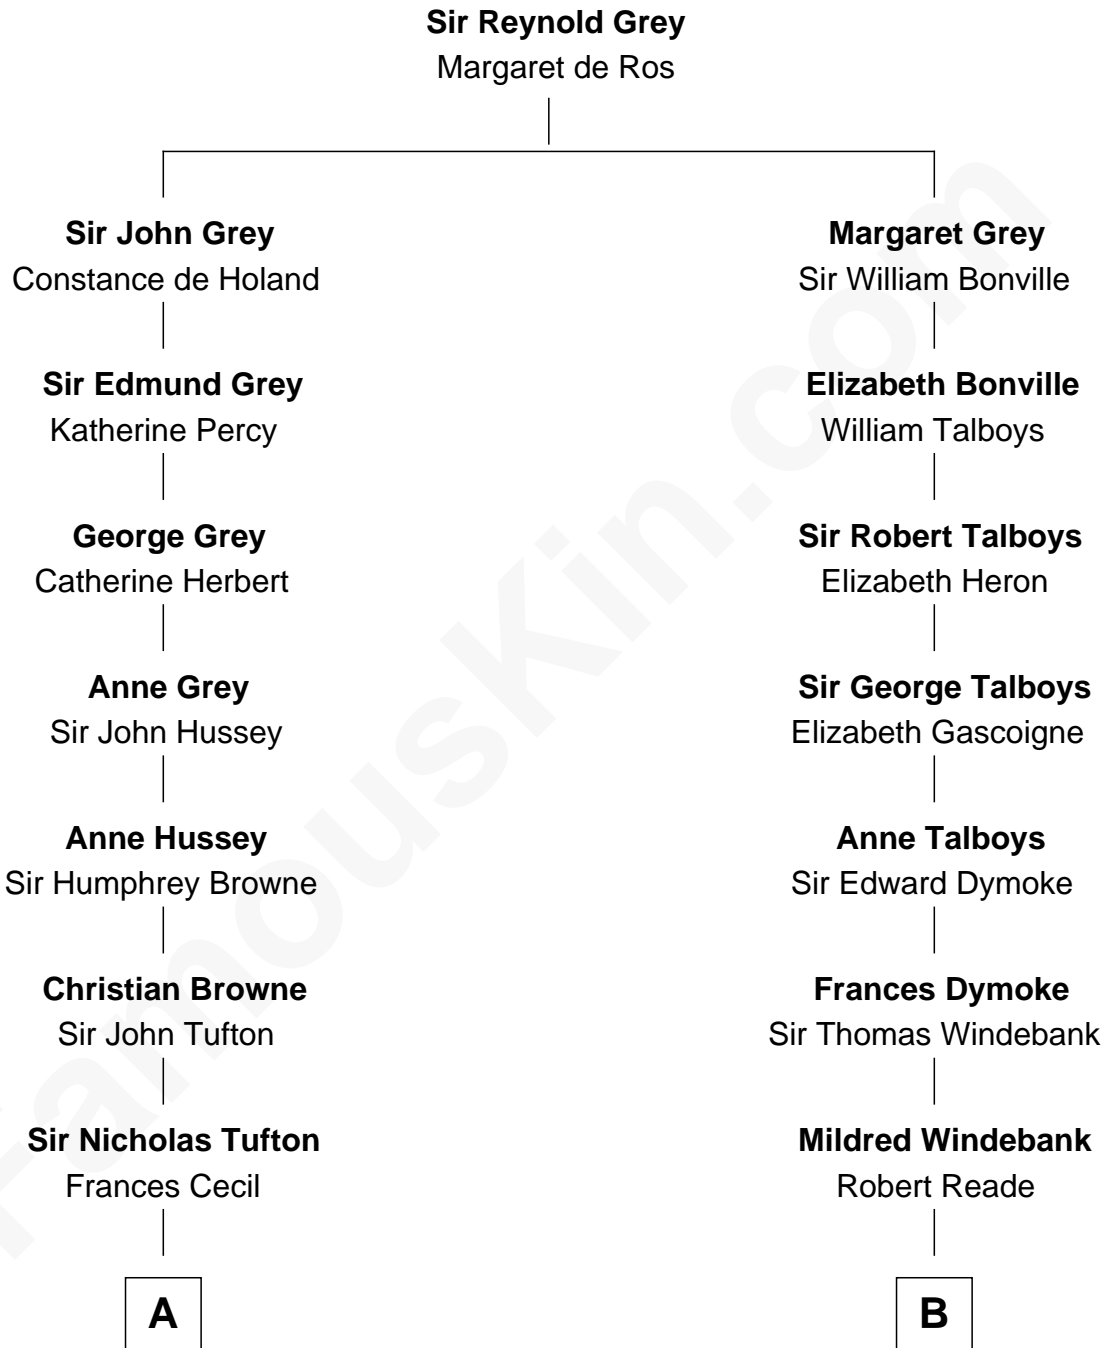 Sir Reynold Grey
Margaret de Ros
Sir John Grey
Constance de Holand
Margaret Grey
Sir William Bonville
Sir Edmund Grey
Katherine Percy
Elizabeth Bonville
William Talboys
George Grey
Catherine Herbert
Sir Robert Talboys
Elizabeth Heron
Anne Grey
Sir John Hussey
Sir George Talboys
Elizabeth Gascoigne
Anne Hussey
Sir Humphrey Browne
Anne Talboys
Sir Edward Dymoke
Christian Browne
Sir John Tufton
Frances Dymoke
Sir Thomas Windebank
Sir Nicholas Tufton
Frances Cecil
Mildred Windebank
Robert Reade
A
B
FamousKin.com